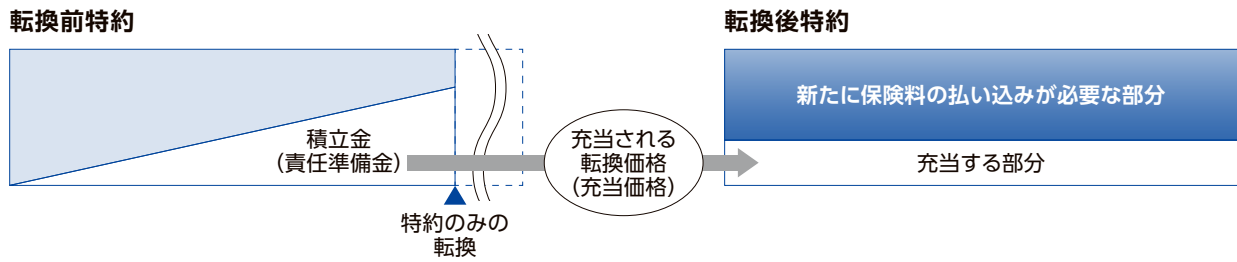 転換前特約
転換後特約
積立金
(責任準備金)
充当される
転換価格
(充当価格)
新たに保険料の払い込みが必要な部分
充当する部分
特約のみの
転換